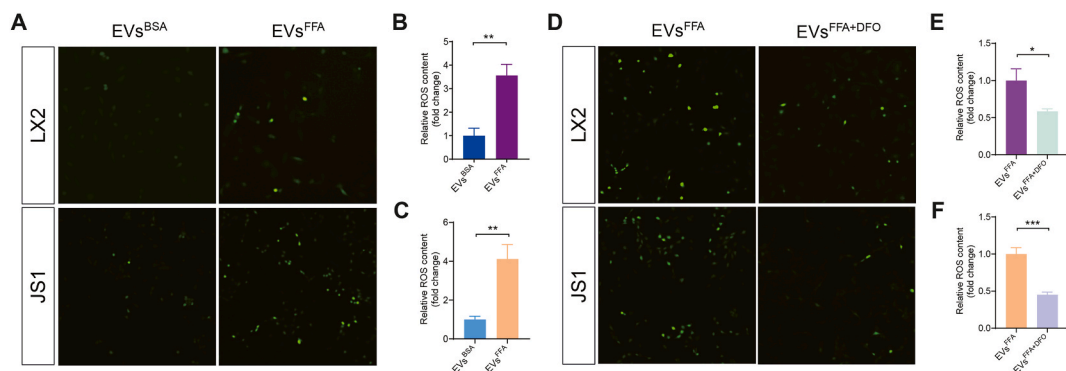 A
EVsBSA
EVsFFA
LX2
JS1
B
Relative ROS content
(fold change)
5
4
3
2
1
0
**
EVsBSA
EVsFFA
C
Relative ROS content
(fold change)
6
4
2
0
**
EVsBSA
EVsFFA
D
EVsFFA
EVsFFA+DFO
LX2
JS1
E
Relative ROS content
(fold change)
1.5
1.0
0.5
0.0
*
EVsFFA
EVsFFA+DFO
F
Relative ROS content
(fold change)
1.5
1.0
0.5
0.0
***
EVsFFA
EVsFFA+DFO